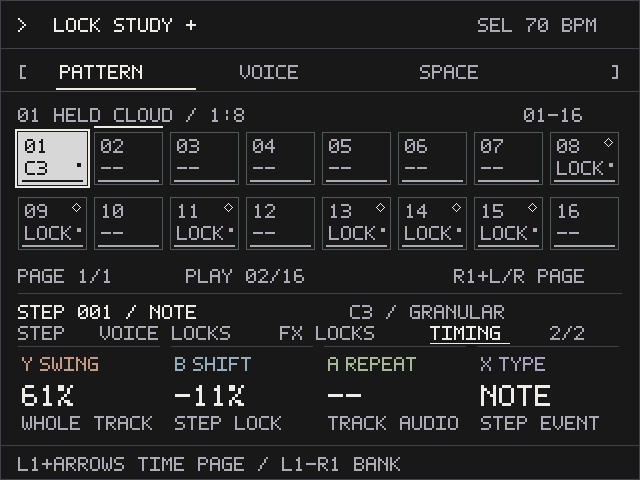 > LOCK STUDY + SEL 70 BPM
[ PATTERN VOICE SPACE ]
01 HELD CLOUD / 1:8 01-16
01 02 03 04 05 06 07 08
C3 -- -- -- -- -- -- LOCK
09 10 11 12 13 14 15 16
LOCK -- LOCK -- LOCK LOCK LOCK --
PAGE 1/1 PLAY 02/16 R1+L/R PAGE
STEP 001 / NOTE C3 / GRANULAR
STEP VOICE LOCKS FX LOCKS TIMING 2/2
Y SWING B SHIFT A REPEAT X TYPE
61% -11% -- NOTE
WHOLE TRACK STEP LOCK TRACK AUDIO STEP EVENT
L1+ARROWS TIME PAGE / L1-R1 BANK